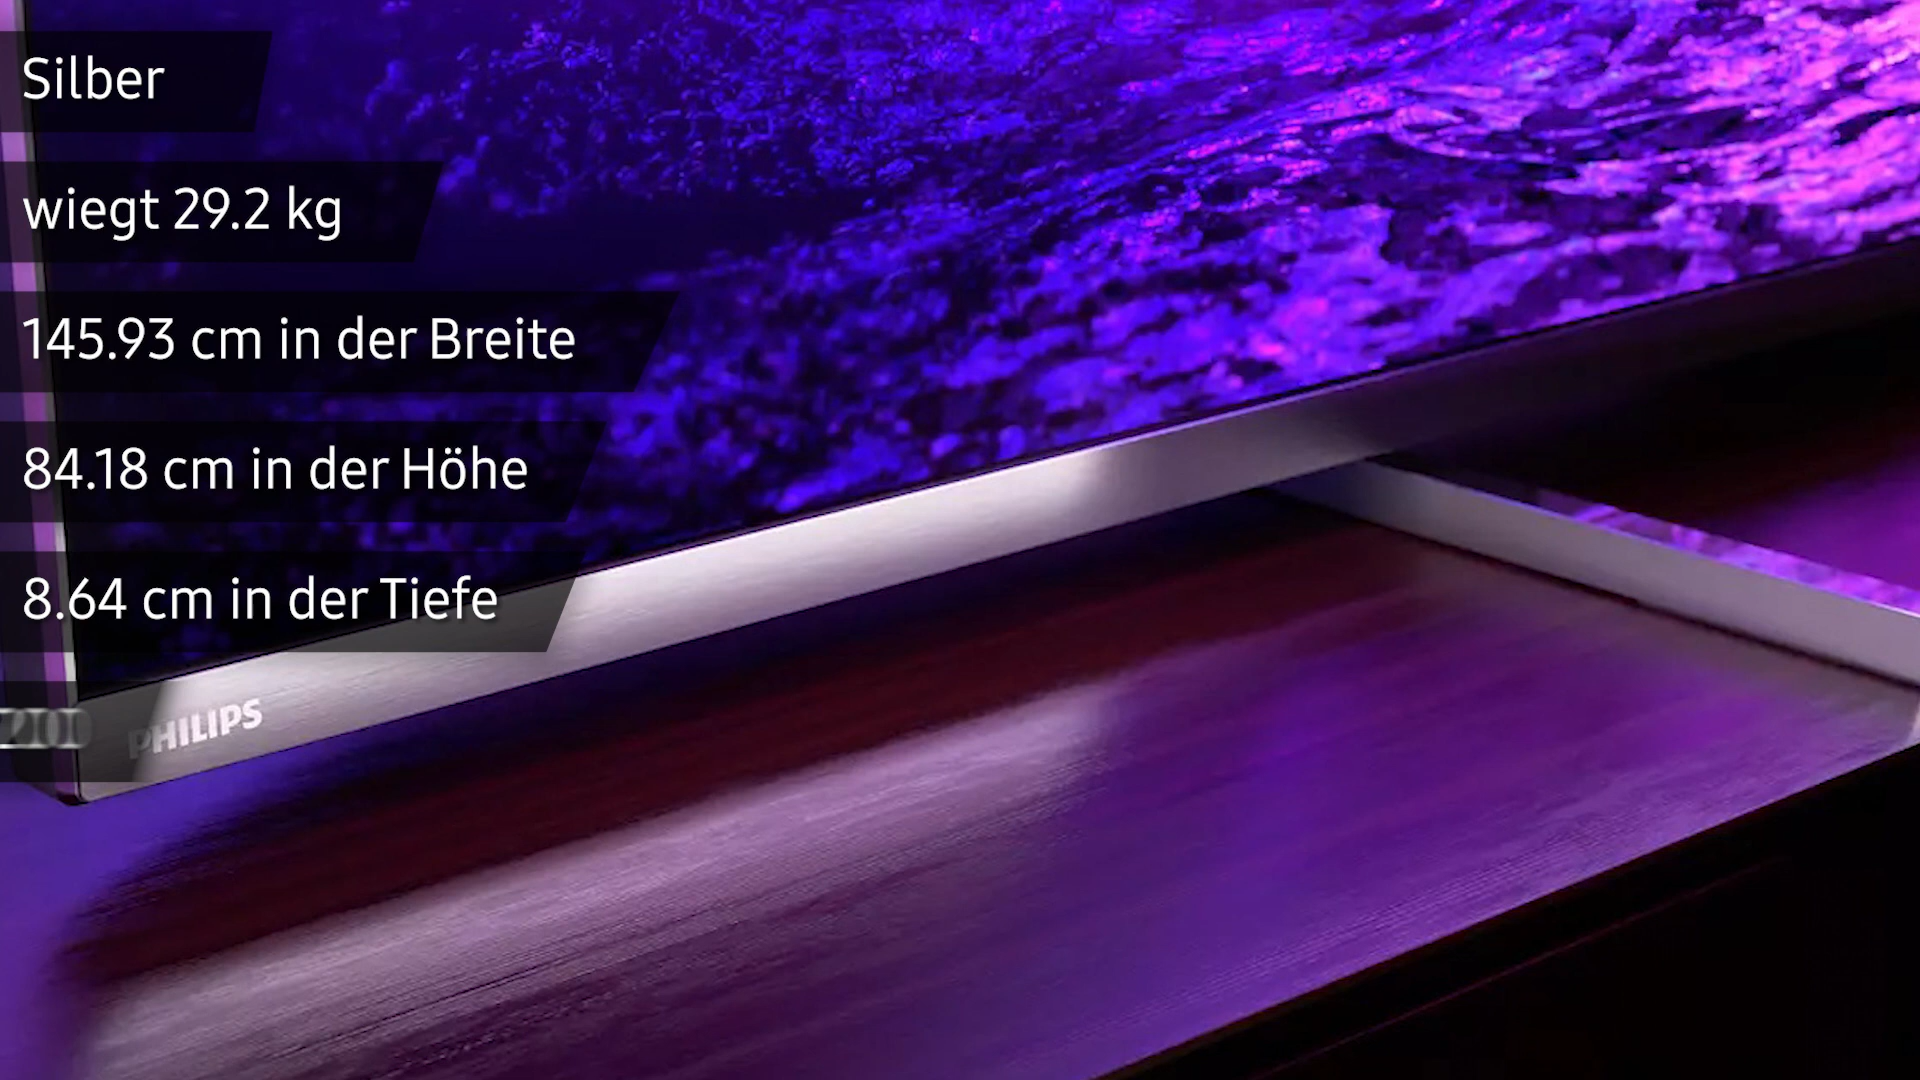 Silber
wiegt 29.2 kg
145.93 cm in der Breite
84.18 cm in der Höhe
8.64 cm in der Tiefe
PHILIPS